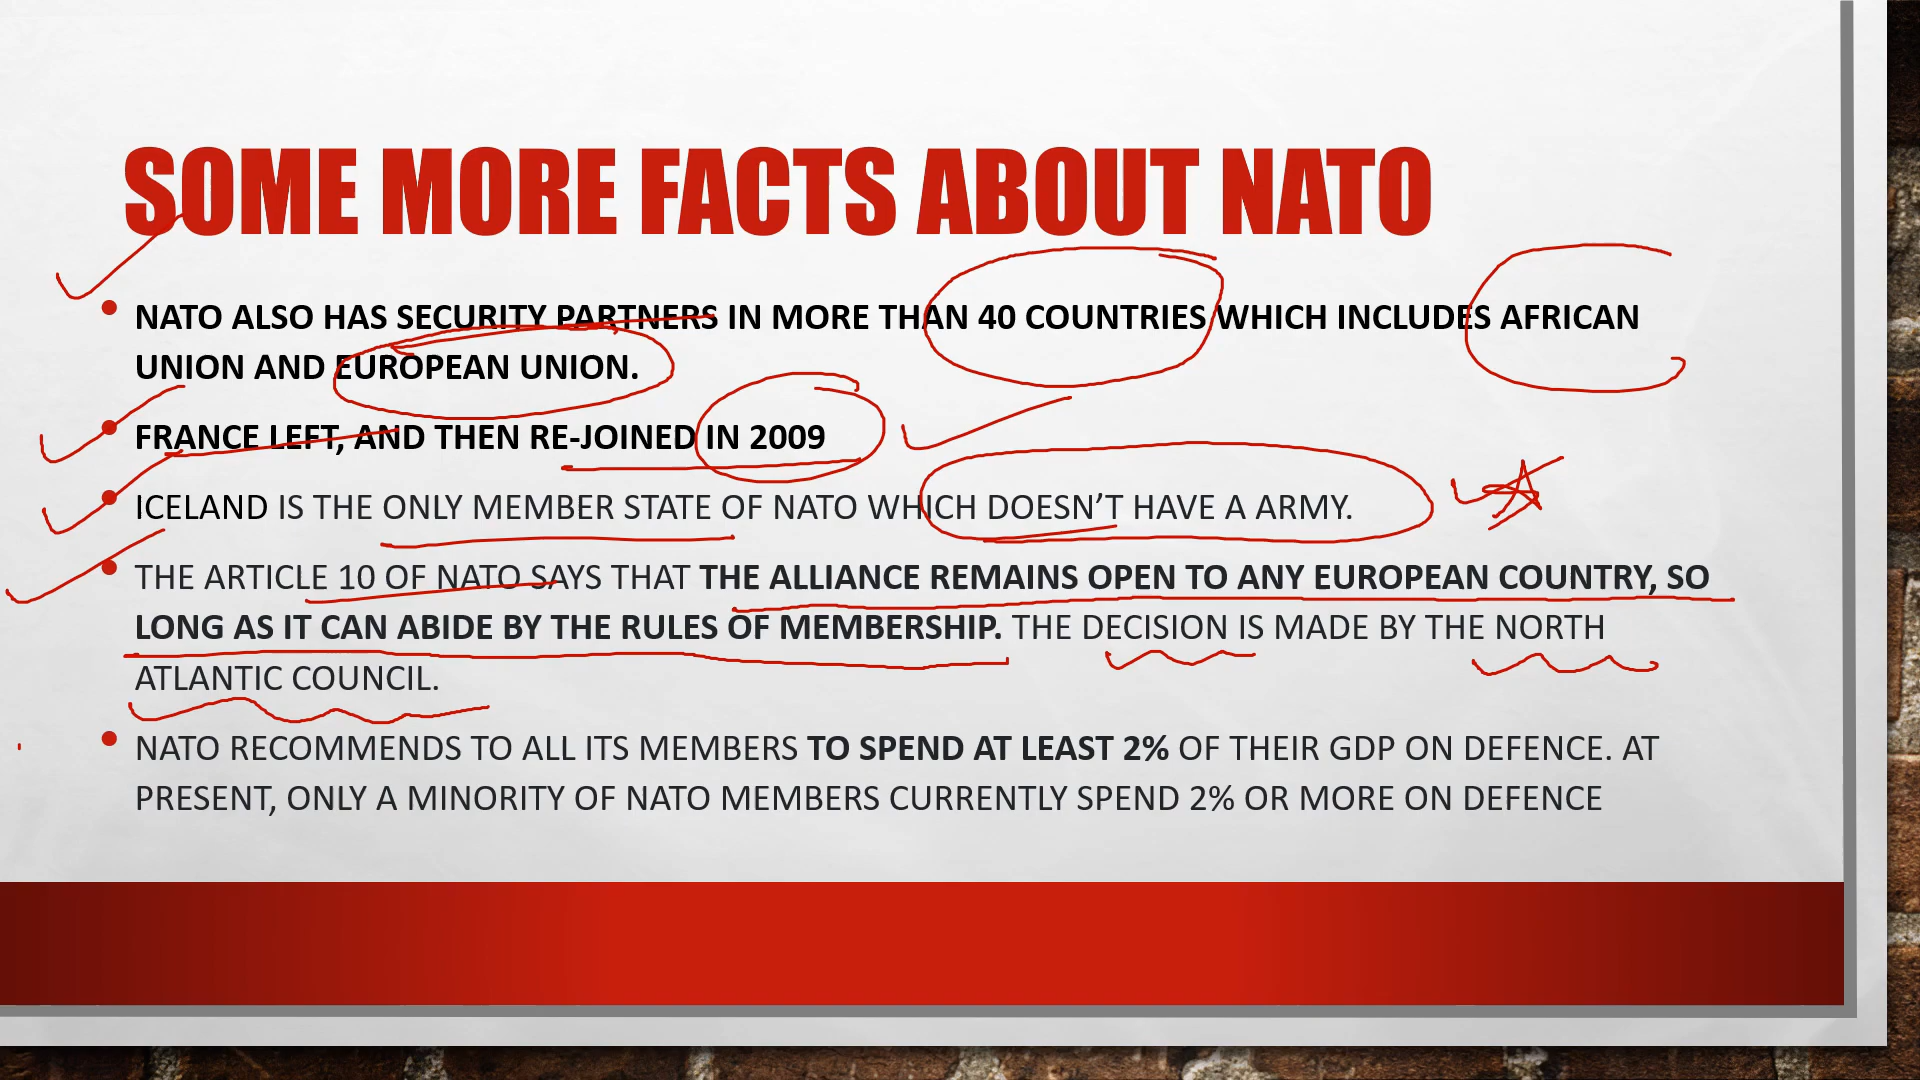 SOME MORE FACTS ABOUT NATO
• NATO ALSO HAS SECURITY PARTNERS IN MORE THAN 40 COUNTRIES WHICH INCLUDES AFRICAN
UNION AND EUROPEAN UNION.
• FRANCE LEFT, AND THEN RE-JOINED IN 2009
• ICELAND IS THE ONLY MEMBER STATE OF NATO WHICH DOESN’T HAVE A ARMY.
• THE ARTICLE 10 OF NATO SAYS THAT THE ALLIANCE REMAINS OPEN TO ANY EUROPEAN COUNTRY, SO
LONG AS IT CAN ABIDE BY THE RULES OF MEMBERSHIP. THE DECISION IS MADE BY THE NORTH
ATLANTIC COUNCIL.
• NATO RECOMMENDS TO ALL ITS MEMBERS TO SPEND AT LEAST 2% OF THEIR GDP ON DEFENCE. AT
PRESENT, ONLY A MINORITY OF NATO MEMBERS CURRENTLY SPEND 2% OR MORE ON DEFENCE